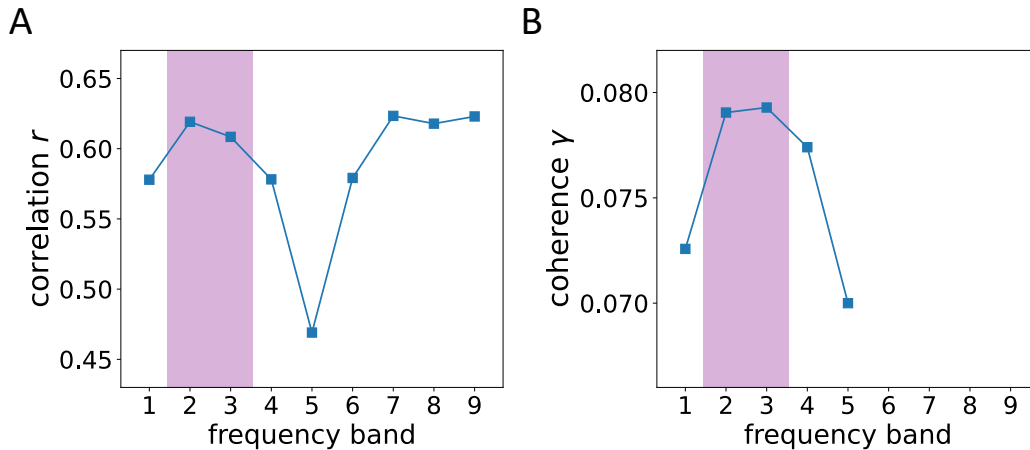 A
0.65
0.60
0.55
0.50
0.45
correlation r
1 2 3 4 5 6 7 8 9
frequency band
B
0.080
0.075
0.070
coherence γ
1 2 3 4 5 6 7 8 9
frequency band